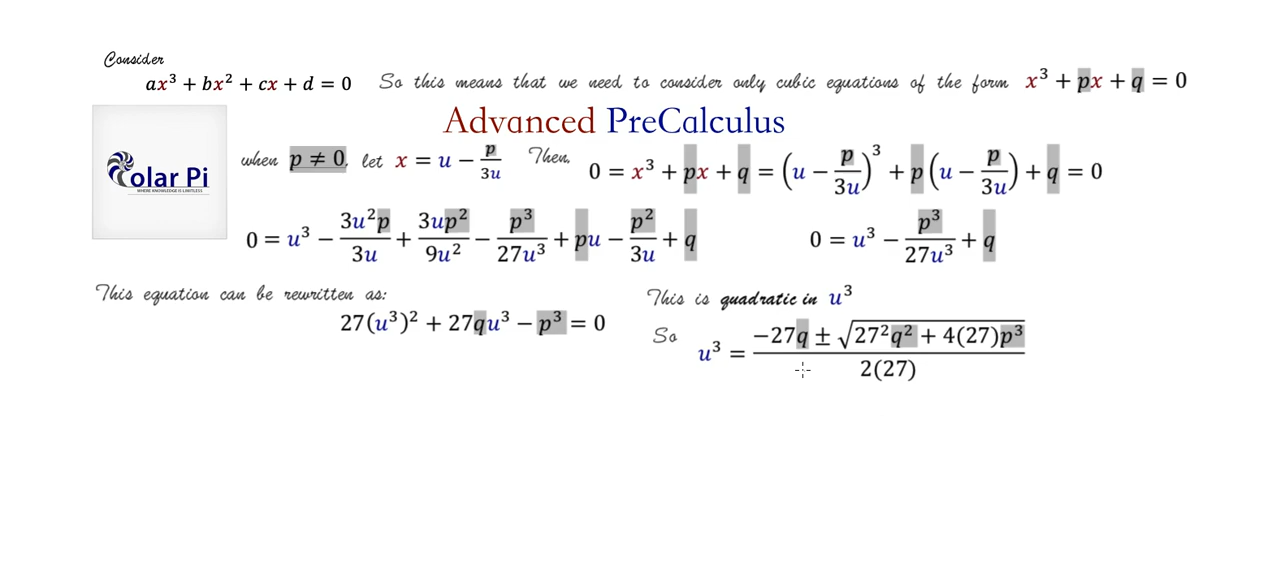 Consider
ax³ + bx² + cx + d = 0 So this means that we need to consider only cubic equations of the form x³ + px + q = 0
Advanced PreCalculus
olar Pi
WHERE KNOWLEDGE IS LIMITLESS
when p ≠ 0, let x = u − p/3u Then, 0 = x³ + px + q = (u − p/3u)³ + p(u − p/3u) + q = 0
0 = u³ − 3u²p/3u + 3up²/9u² − p³/27u³ + pu − p²/3u + q 0 = u³ − p³/27u³ + q
This equation can be rewritten as:
27(u³)² + 27qu³ − p³ = 0
This is quadratic in u³
So u³ = (−27q ± √(27²q² + 4(27)p³))/2(27)